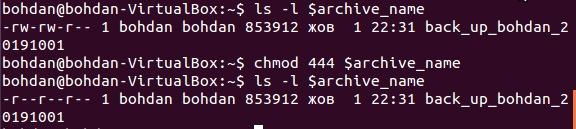 bohdan@bohdan-VirtualBox:~$ ls -l $archive_name
-rw-rw-r-- 1 bohdan bohdan 853912 жов  1 22:31 back_up_bohdan_2
0191001
bohdan@bohdan-VirtualBox:~$ chmod 444 $archive_name
bohdan@bohdan-VirtualBox:~$ ls -l $archive_name
-r--r--r-- 1 bohdan bohdan 853912 жов  1 22:31 back_up_bohdan_2
0191001